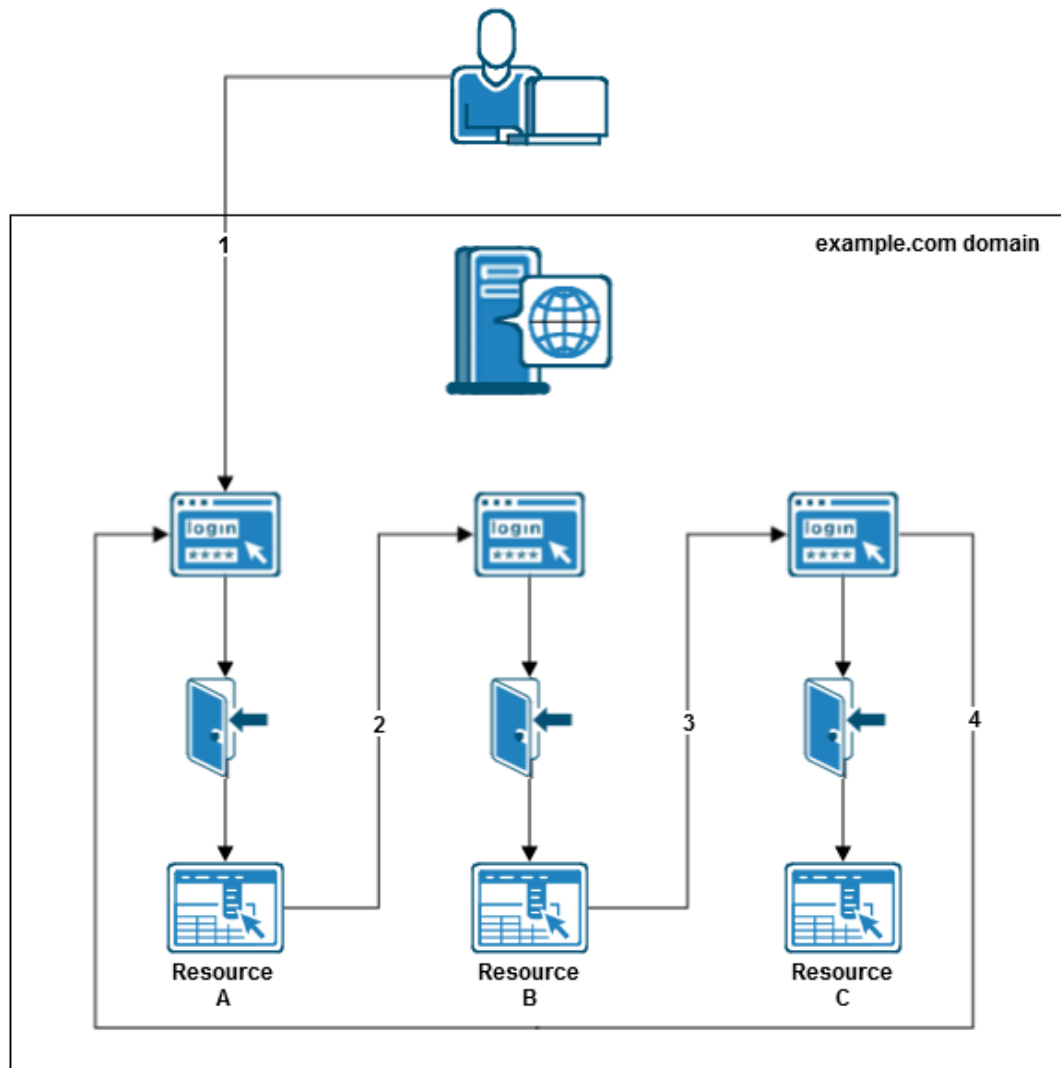 1
example.com domain
login
****
login
****
login
****
2
3
4
Resource
A
Resource
B
Resource
C